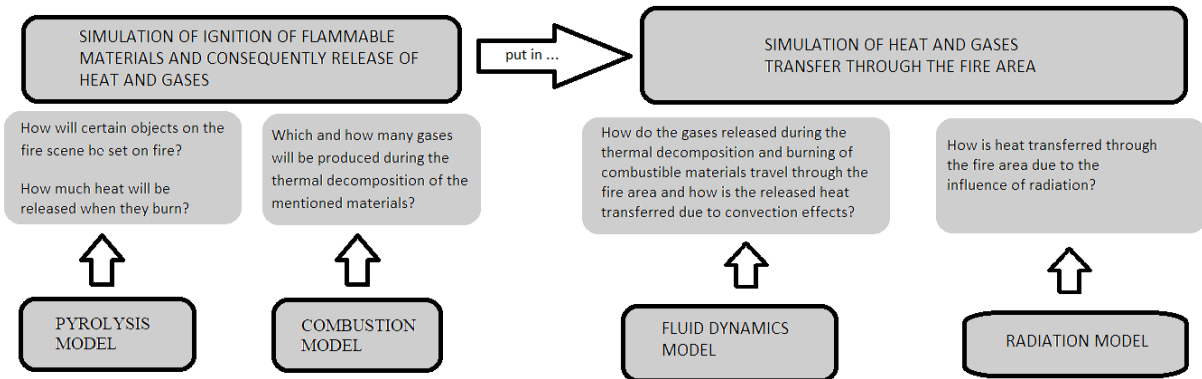 SIMULATION OF IGNITION OF FLAMMABLE
MATERIALS AND CONSEQUENTLY RELEASE OF
HEAT AND GASES
put in ...
SIMULATION OF HEAT AND GASES
TRANSFER THROUGH THE FIRE AREA
How will certain objects on the
fire scene be set on fire?
How much heat will be
released when they burn?
Which and how many gases
will be produced during the
thermal decomposition of the
mentioned materials?
How do the gases released during the
thermal decomposition and burning of
combustible materials travel through the
fire area and how is the released heat
transferred due to convection effects?
How is heat transferred through
the fire area due to the
influence of radiation?
PYROLYSIS
MODEL
COMBUSTION
MODEL
FLUID DYNAMICS
MODEL
RADIATION MODEL